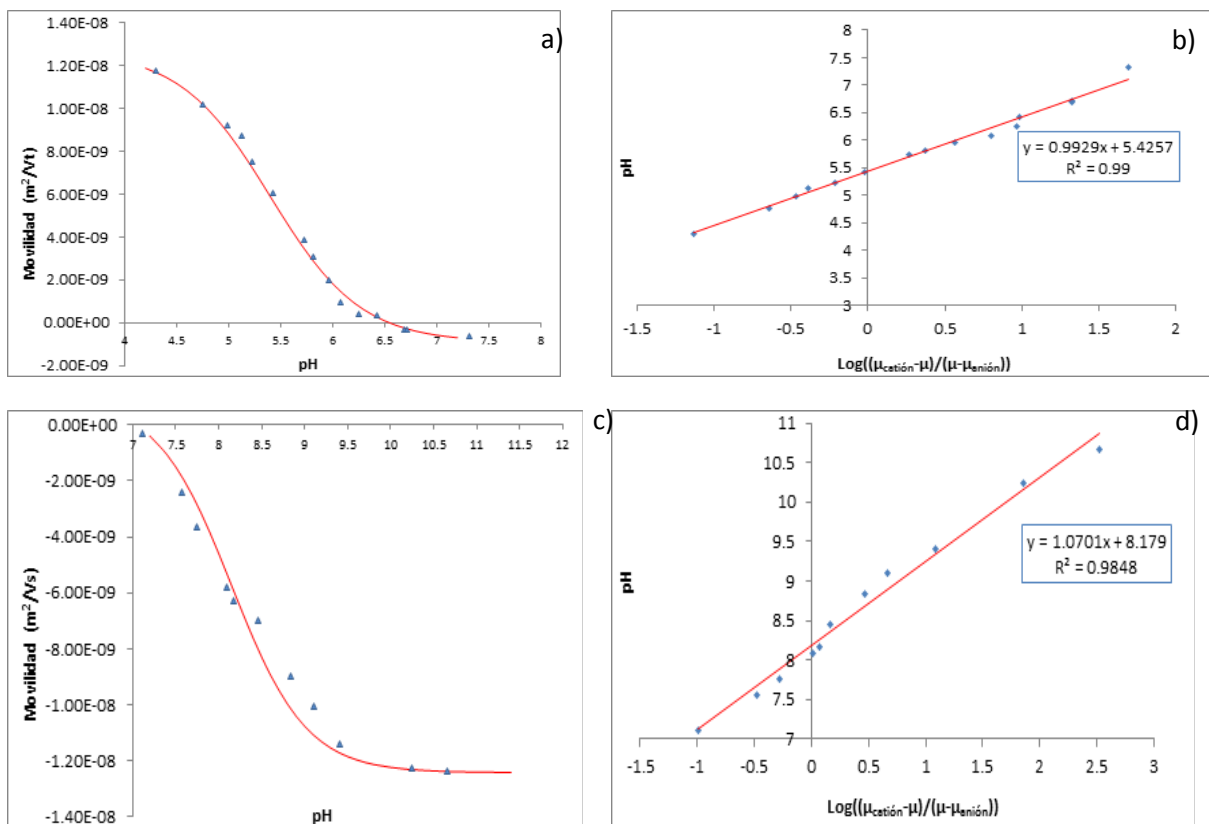 a)
1.40E-08
1.20E-08
1.00E-08
8.00E-09
6.00E-09
4.00E-09
2.00E-09
0.00E+00
-2.00E-09
Movilidad (m²/Vt)
4 4.5 5 5.5 6 6.5 7 7.5 8
pH
b)
8
7.5
7
6.5
6
5.5
5
4.5
4
3.5
3
pH
y = 0.9929x + 5.4257
R² = 0.99
-1.5 -1 -0.5 0 0.5 1 1.5 2
Log((μcatión-μ)/(μ-μanión))
c)
0.00E+00
-2.00E-09
-4.00E-09
-6.00E-09
-8.00E-09
-1.00E-08
-1.20E-08
-1.40E-08
Movilidad (m²/Vs)
7 7.5 8 8.5 9 9.5 10 10.5 11 11.5 12
pH
d)
11
10.5
10
9.5
9
8.5
8
7.5
7
pH
y = 1.0701x + 8.179
R² = 0.9848
-1.5 -1 -0.5 0 0.5 1 1.5 2 2.5 3
Log((μcatión-μ)/(μ-μanión))